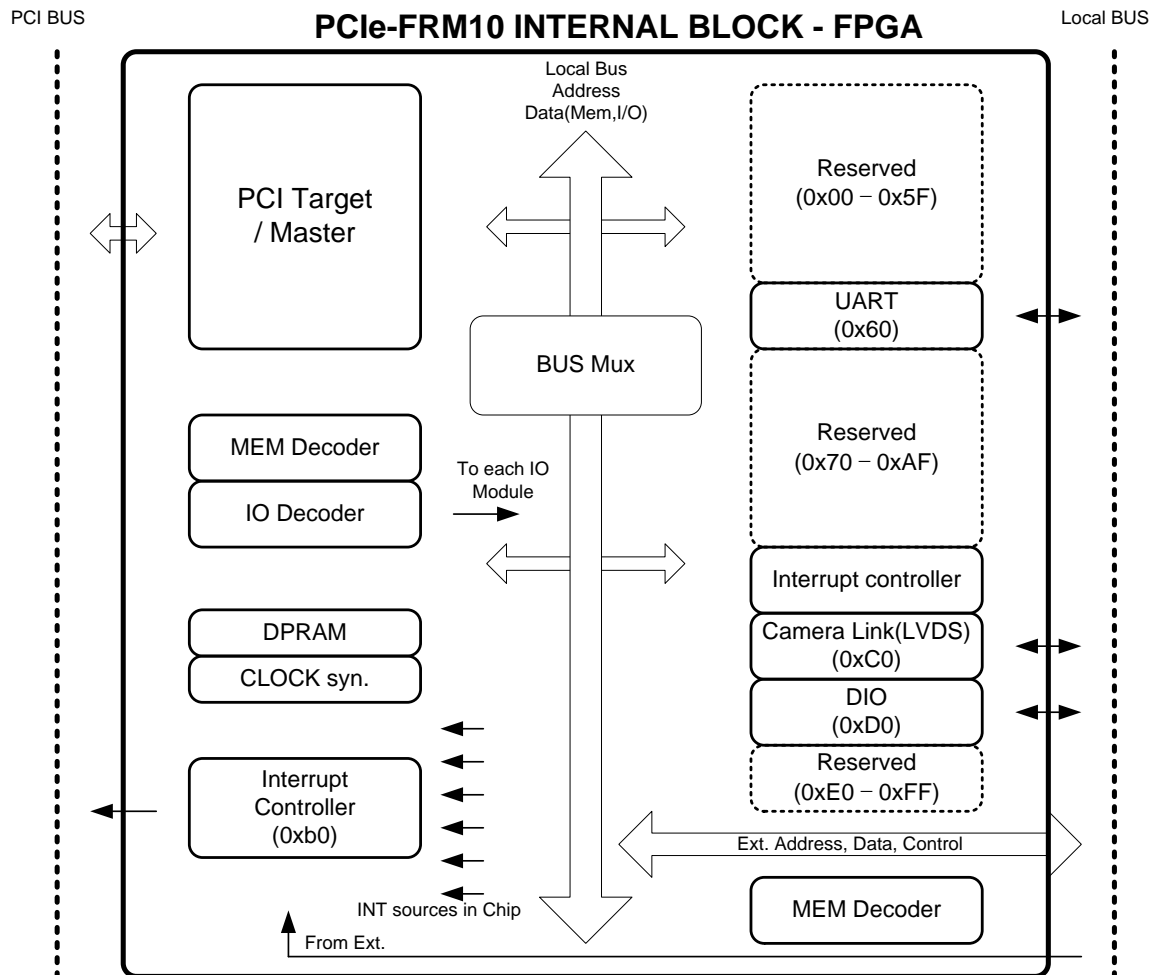 PCI BUS
PCIe-FRM10 INTERNAL BLOCK - FPGA
Local BUS
Local Bus
Address
Data(Mem,I/O)
PCI Target
/ Master
Reserved
(0x00 – 0x5F)
UART
(0x60)
BUS Mux
MEM Decoder
IO Decoder
To each IO
Module
Reserved
(0x70 – 0xAF)
Interrupt controller
DPRAM
CLOCK syn.
Camera Link(LVDS)
(0xC0)
DIO
(0xD0)
Reserved
(0xE0 – 0xFF)
Interrupt
Controller
(0xb0)
Ext. Address, Data, Control
INT sources in Chip
MEM Decoder
From Ext.